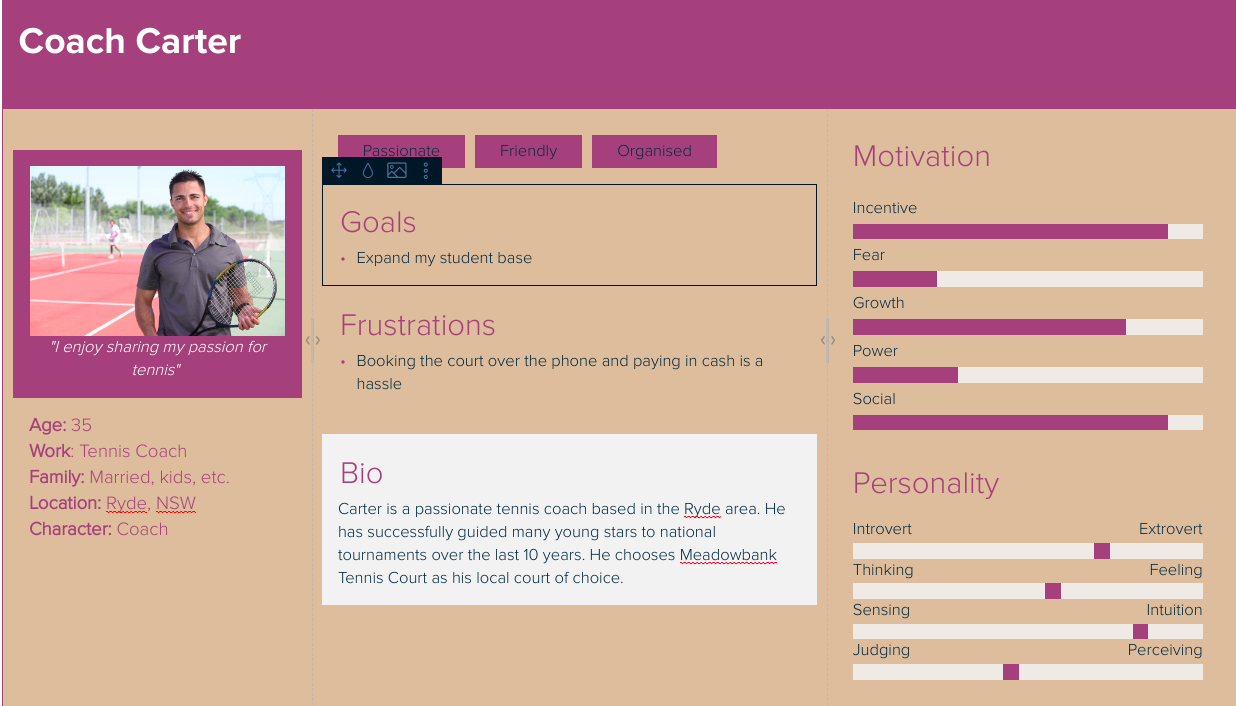 Coach Carter
"I enjoy sharing my passion for
tennis"
Age: 35
Work: Tennis Coach
Family: Married, kids, etc.
Location: Ryde, NSW
Character: Coach
Passionate Friendly Organised
Goals
• Expand my student base
Frustrations
• Booking the court over the phone and paying in cash is a
hassle
Bio
Carter is a passionate tennis coach based in the Ryde area. He
has successfully guided many young stars to national
tournaments over the last 10 years. He chooses Meadowbank
Tennis Court as his local court of choice.
Motivation
Incentive
Fear
Growth
Power
Social
Personality
Introvert Extrovert
Thinking Feeling
Sensing Intuition
Judging Perceiving